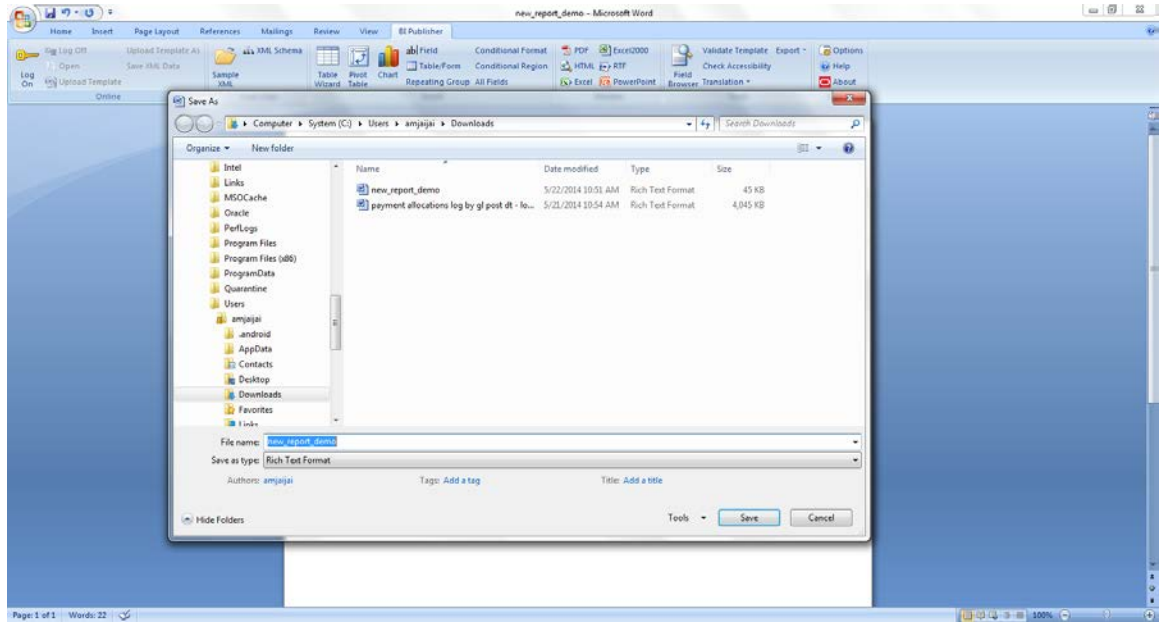 new_report_demo - Microsoft Word
Home Insert Page Layout References Mailings Review View BI Publisher
Log On
Log Off
Open
Upload Template
Upload Template As
Save XML Data
Online
Sample XML
XML Schema
Table Wizard
Pivot Table
Chart
Field
Table/Form
Repeating Group
Conditional Format
Conditional Region
All Fields
PDF
HTML
Excel
Excel2000
RTF
PowerPoint
Field Browser
Validate Template
Check Accessibility
Translation
Export
Options
Help
About
Save As
Computer System (C:) Users amjaijai Downloads
Search Downloads
Organize New folder
Intel
Links
MSOCache
Oracle
PerfLogs
Program Files
Program Files (x86)
ProgramData
Quarantine
Users
amjaijai
.android
AppData
Contacts
Desktop
Downloads
Favorites
Links
Name Date modified Type Size
new_report_demo 5/22/2014 10:51 AM Rich Text Format 45 KB
payment allocations log by gl post dt - lo... 5/21/2014 10:54 AM Rich Text Format 4,045 KB
File name: new_report_demo
Save as type: Rich Text Format
Authors: amjaijai Tags: Add a tag Title: Add a title
Hide Folders Tools Save Cancel
Page: 1 of 1 Words: 22 100%